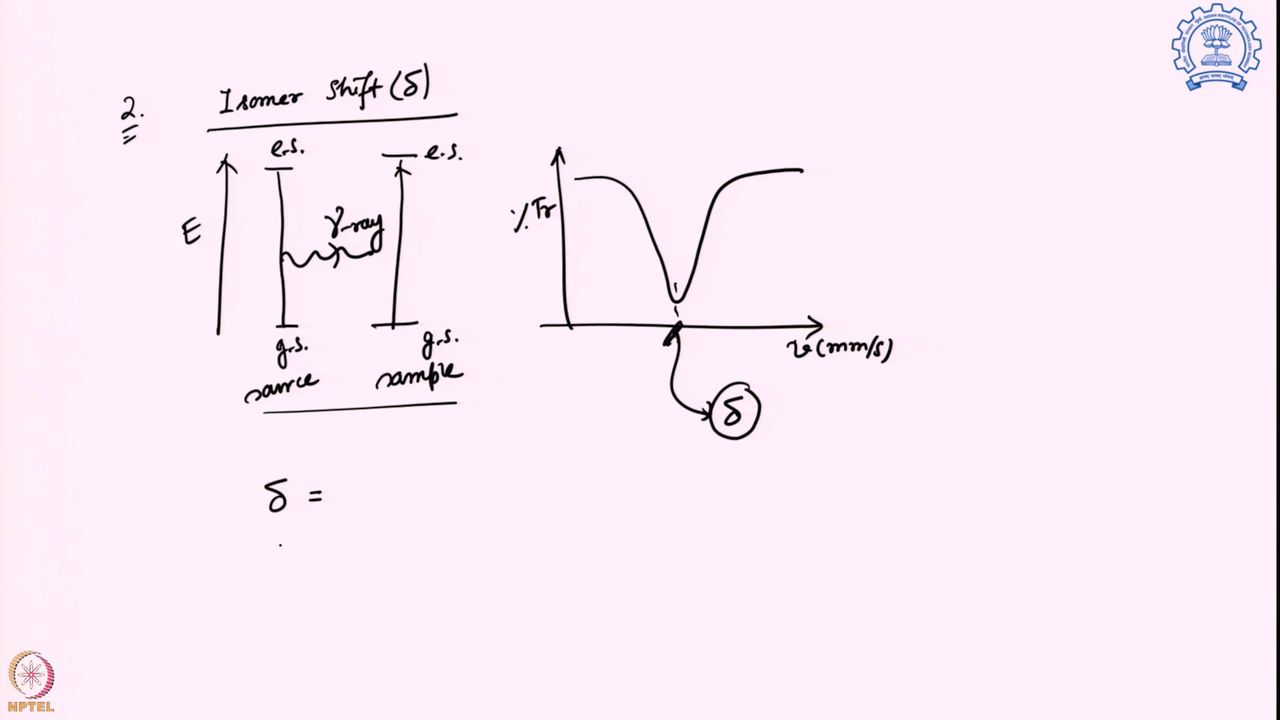 2. Isomer shift (δ)
e.s.
e.s.
E
γ-ray
% Tr
g.s.
g.s.
source
sample
v (mm/s)
δ
δ =
NPTEL